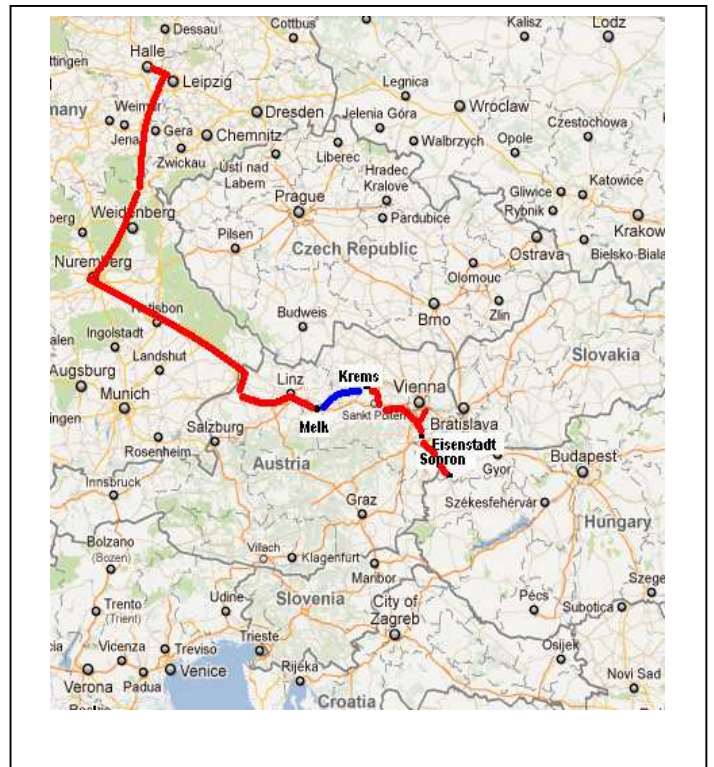 Dessau
Cottbus
Kalisz
Lodz
Halle
Leipzig
Legnica
Wroclaw
Dresden
Jelenia Góra
Czestochowa
Jena
Gera
Chemnitz
Walbrzych
Opole
Zwickau
Liberec
Ústí nad
Labem
Hradec
Kralove
Gliwice
Katowice
Prague
Rybnik
Pardubice
Krakow
Weidenberg
Pilsen
Czech Republic
Ostrava
Bielsko-Biala
Nuremberg
Olomouc
Zlin
Brno
Ingolstadt
Budweis
Landshut
Slovakia
Augsburg
Munich
Linz
Krems
Vienna
Sankt Pölten
Bratislava
Melk
Salzburg
Rosenheim
Eisenstadt
Sopron
Gyor
Austria
Budapest
Innsbruck
Graz
Székesfehérvár
Hungary
Bolzano
(Bozen)
Villach
Klagenfurt
Maribor
Trento
(Trient)
Udine
Slovenia
City of
Zagreb
Pécs
Subotica
Vicenza
Treviso
Trieste
Osijek
Verona
Padua
Venice
Rijeka
Novi Sad
Croatia